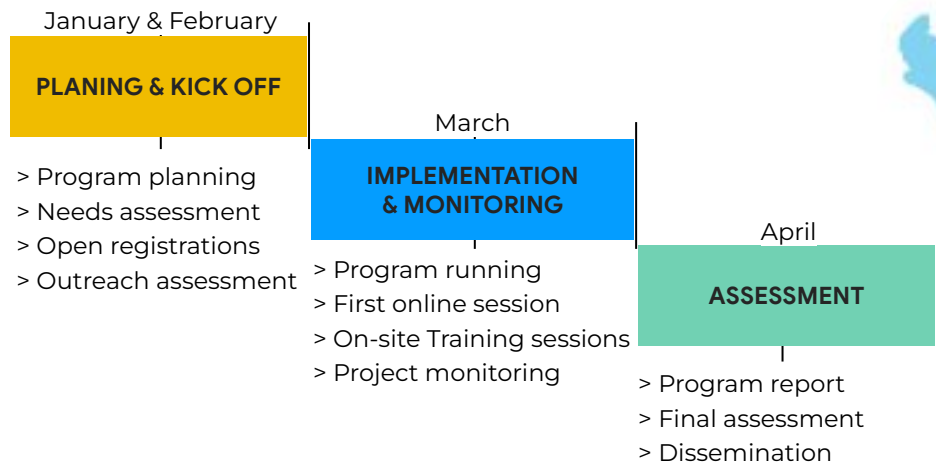 January & February
PLANING & KICK OFF
> Program planning
> Needs assessment
> Open registrations
> Outreach assessment
March
IMPLEMENTATION
& MONITORING
> Program running
> First online session
> On-site Training sessions
> Project monitoring
April
ASSESSMENT
> Program report
> Final assessment
> Dissemination